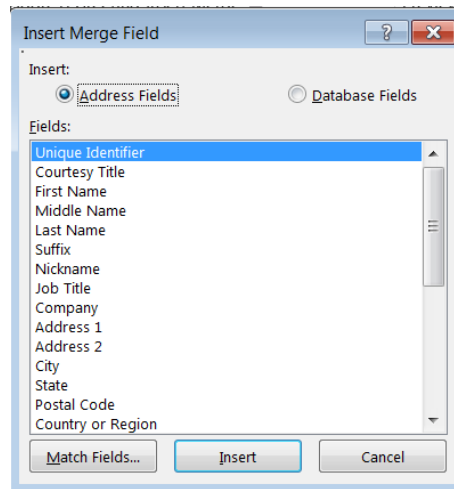 Insert Merge Field
Insert:
Address Fields Database Fields
Fields:
Unique Identifier
Courtesy Title
First Name
Middle Name
Last Name
Suffix
Nickname
Job Title
Company
Address 1
Address 2
City
State
Postal Code
Country or Region
Match Fields... Insert Cancel